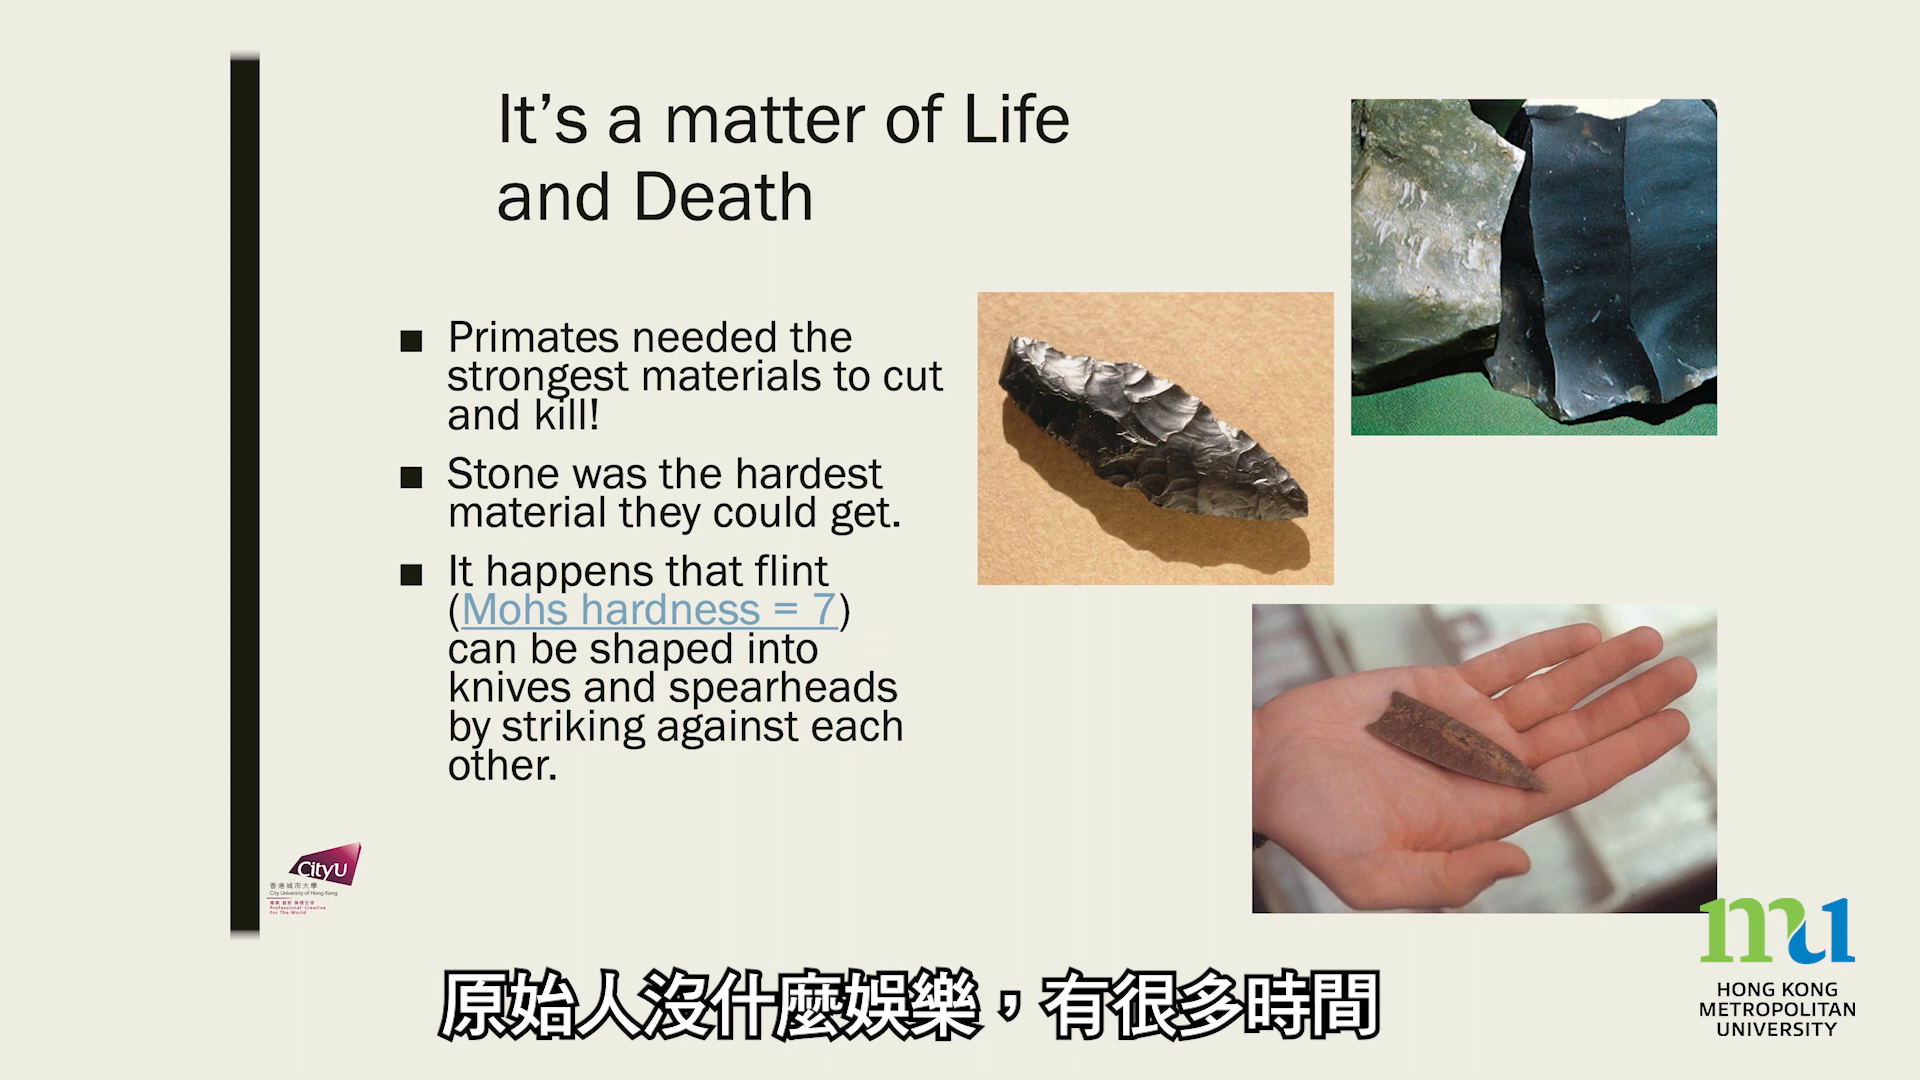 It’s a matter of Life
and Death
■ Primates needed the
strongest materials to cut
and kill!
■ Stone was the hardest
material they could get.
■ It happens that flint
(Mohs hardness = 7)
can be shaped into
knives and spearheads
by striking against each
other.
CityU
香港城市大學
City University of Hong Kong
專業 創新 胸懷全球
Professional·Creative
For The World
原始人沒什麼娛樂，有很多時間
mu
HONG KONG
METROPOLITAN
UNIVERSITY